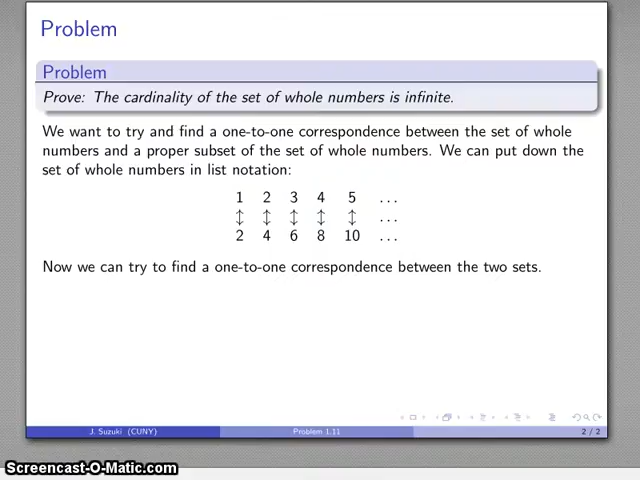 Problem
Problem
Prove: The cardinality of the set of whole numbers is infinite.
We want to try and find a one-to-one correspondence between the set of whole
numbers and a proper subset of the set of whole numbers. We can put down the
set of whole numbers in list notation:
1 2 3 4 5 ...
↕ ↕ ↕ ↕ ↕ ...
2 4 6 8 10 ...
Now we can try to find a one-to-one correspondence between the two sets.
J. Suzuki (CUNY) Problem 1.11 2 / 2
Screencast-O-Matic.com